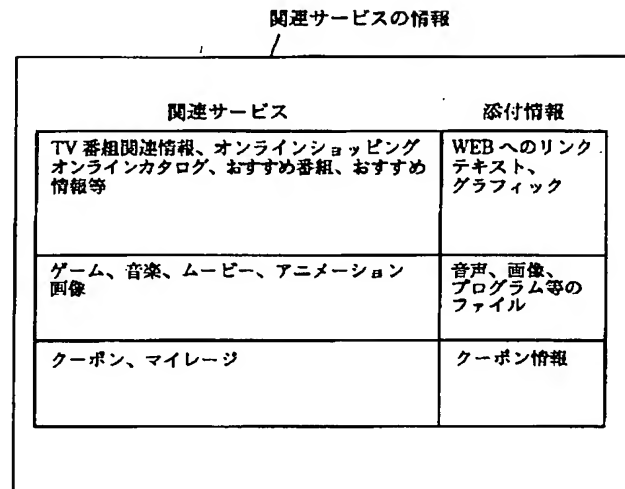 関連サービスの情報
関連サービス
添付情報
TV 番組関連情報、オンラインショッピング
オンラインカタログ、おすすめ番組、おすすめ
情報等
WEB へのリンク
テキスト、
グラフィック
ゲーム、音楽、ムービー、アニメーション
画像
音声、画像、
プログラム等の
ファイル
クーポン、マイレージ
クーポン情報